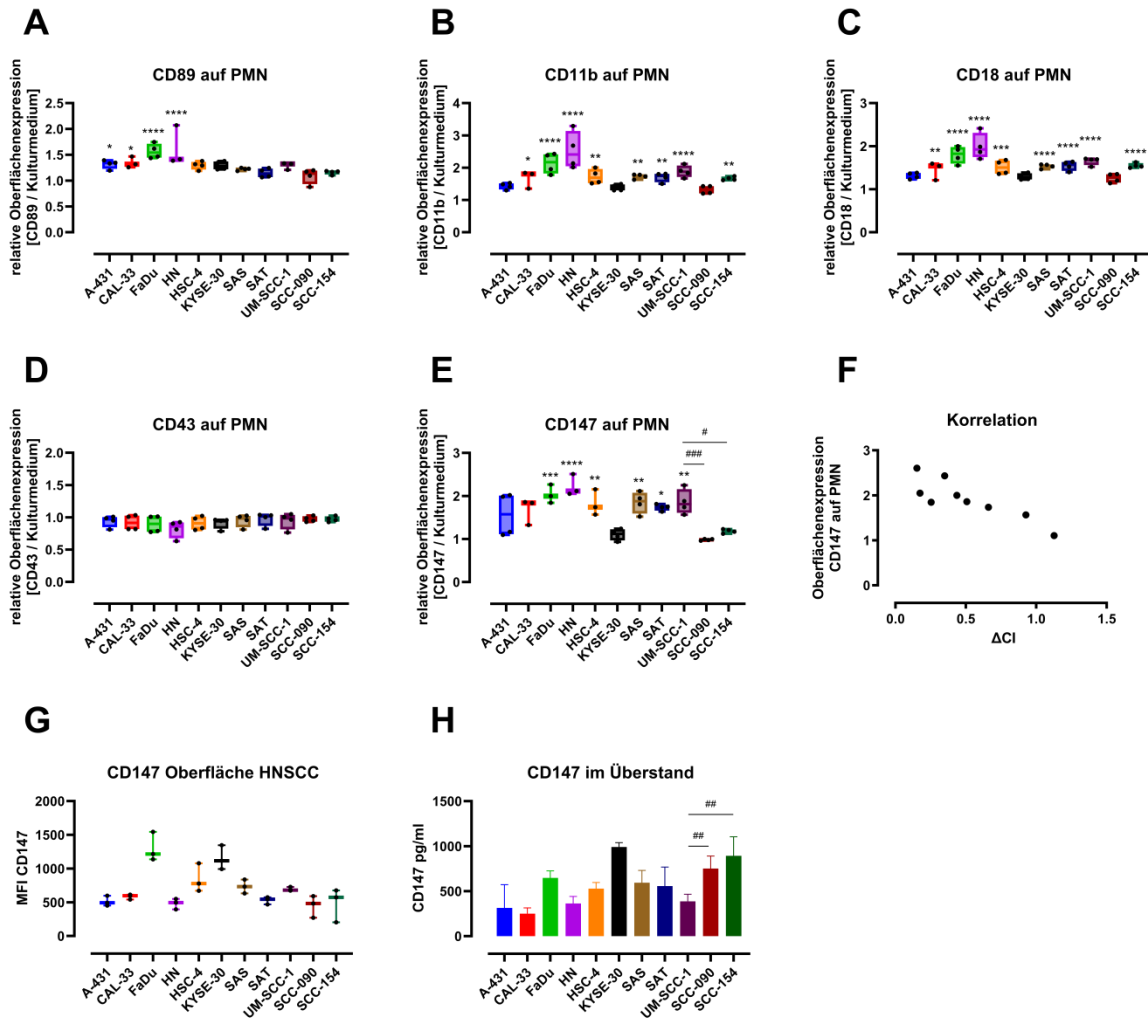 A
CD89 auf PMN
relative Oberflächenexpression
[CD89 / Kulturmedium]
2.5
2.0
1.5
1.0
0.5
0.0
* * **** ****
A-431 CAL-33 FaDu HN HSC-4 KYSE-30 SAS SAT UM-SCC-1 SCC-090 SCC-154
B
CD11b auf PMN
relative Oberflächenexpression
[CD11b / Kulturmedium]
4
3
2
1
0
* **** **** ** ** ** **** **
A-431 CAL-33 FaDu HN HSC-4 KYSE-30 SAS SAT UM-SCC-1 SCC-090 SCC-154
C
CD18 auf PMN
relative Oberflächenexpression
[CD18 / Kulturmedium]
3
2
1
0
** **** **** *** **** **** **** ****
A-431 CAL-33 FaDu HN HSC-4 KYSE-30 SAS SAT UM-SCC-1 SCC-090 SCC-154
D
CD43 auf PMN
relative Oberflächenexpression
[CD43 / Kulturmedium]
2.0
1.5
1.0
0.5
0.0
A-431 CAL-33 FaDu HN HSC-4 KYSE-30 SAS SAT UM-SCC-1 SCC-090 SCC-154
E
CD147 auf PMN
relative Oberflächenexpression
[CD147 / Kulturmedium]
3
2
1
0
#
###
*** **** ** ** * **
A-431 CAL-33 FaDu HN HSC-4 KYSE-30 SAS SAT UM-SCC-1 SCC-090 SCC-154
F
Korrelation
Oberflächenexpression
CD147 auf PMN
3
2
1
0
0.0 0.5 1.0 1.5
ΔCI
G
CD147 Oberfläche HNSCC
MFI CD147
2000
1500
1000
500
0
A-431 CAL-33 FaDu HN HSC-4 KYSE-30 SAS SAT UM-SCC-1 SCC-090 SCC-154
H
CD147 im Überstand
CD147 pg/ml
1500
1000
500
0
##
##
A-431 CAL-33 FaDu HN HSC-4 KYSE-30 SAS SAT UM-SCC-1 SCC-090 SCC-154